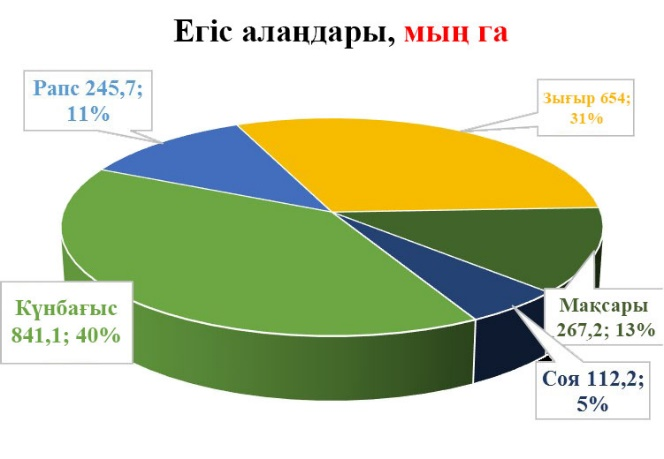 Егіс алаңдары, мың га
Рапс 245,7;
11%
Зығыр 654;
31%
Күнбағыс
841,1; 40%
Мақсары
267,2; 13%
Соя 112,2;
5%